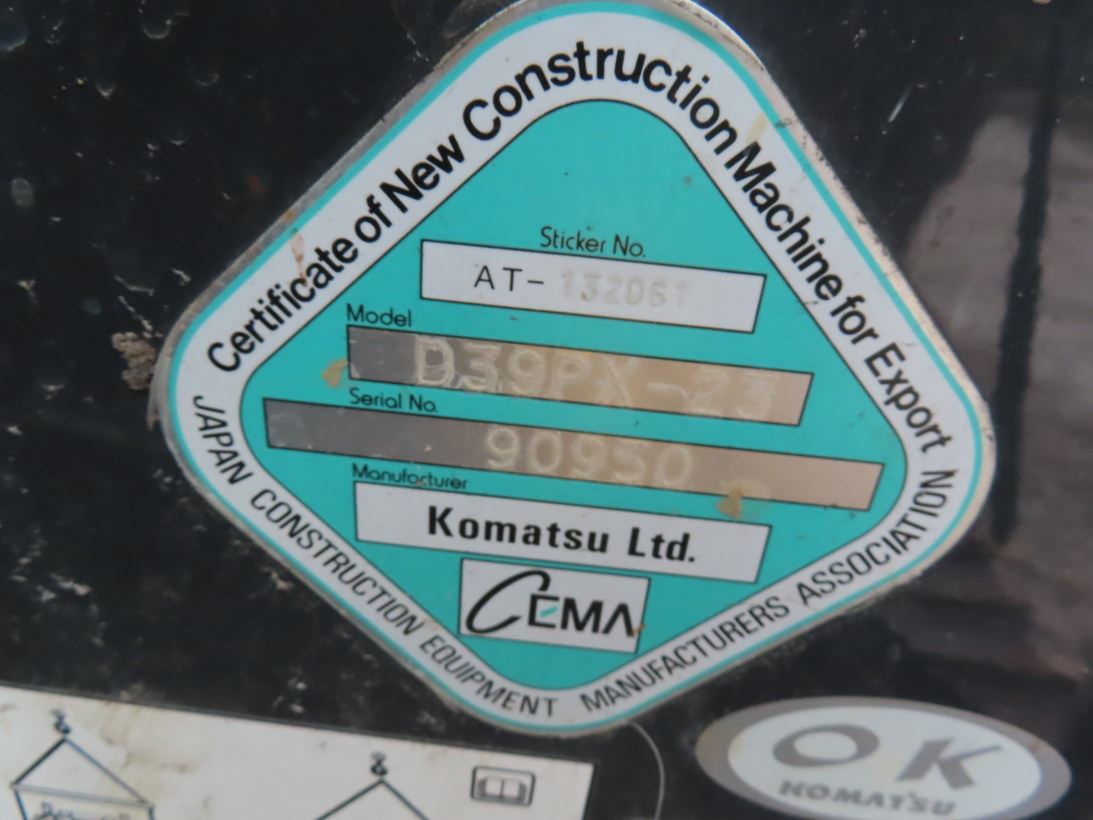 Certificate of New Construction Machine for Export
Sticker No.
AT-132061
Model
D39PX-23
Serial No.
90950
Manufacturer
Komatsu Ltd.
CEMA
JAPAN CONSTRUCTION EQUIPMENT MANUFACTURERS ASSOCIATION
OK
KOMATSU